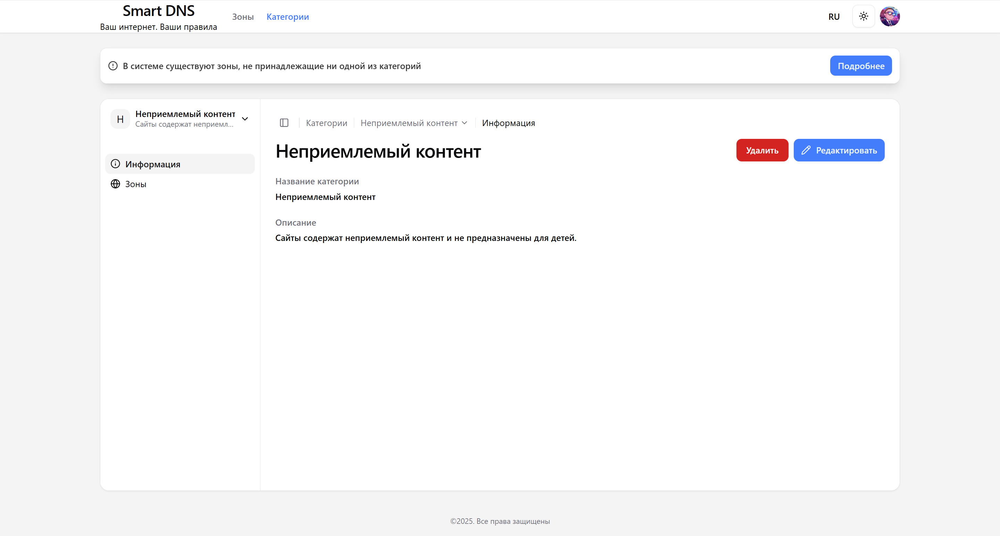 Smart DNS
Ваш интернет. Ваши правила
Зоны
Категории
RU
В системе существуют зоны, не принадлежащие ни одной из категорий
Подробнее
Н
Неприемлемый контент
Сайты содержат неприемл...
Информация
Зоны
Категории
Неприемлемый контент
Информация
Неприемлемый контент
Удалить
Редактировать
Название категории
Неприемлемый контент
Описание
Сайты содержат неприемлемый контент и не предназначены для детей.
©2025. Все права защищены